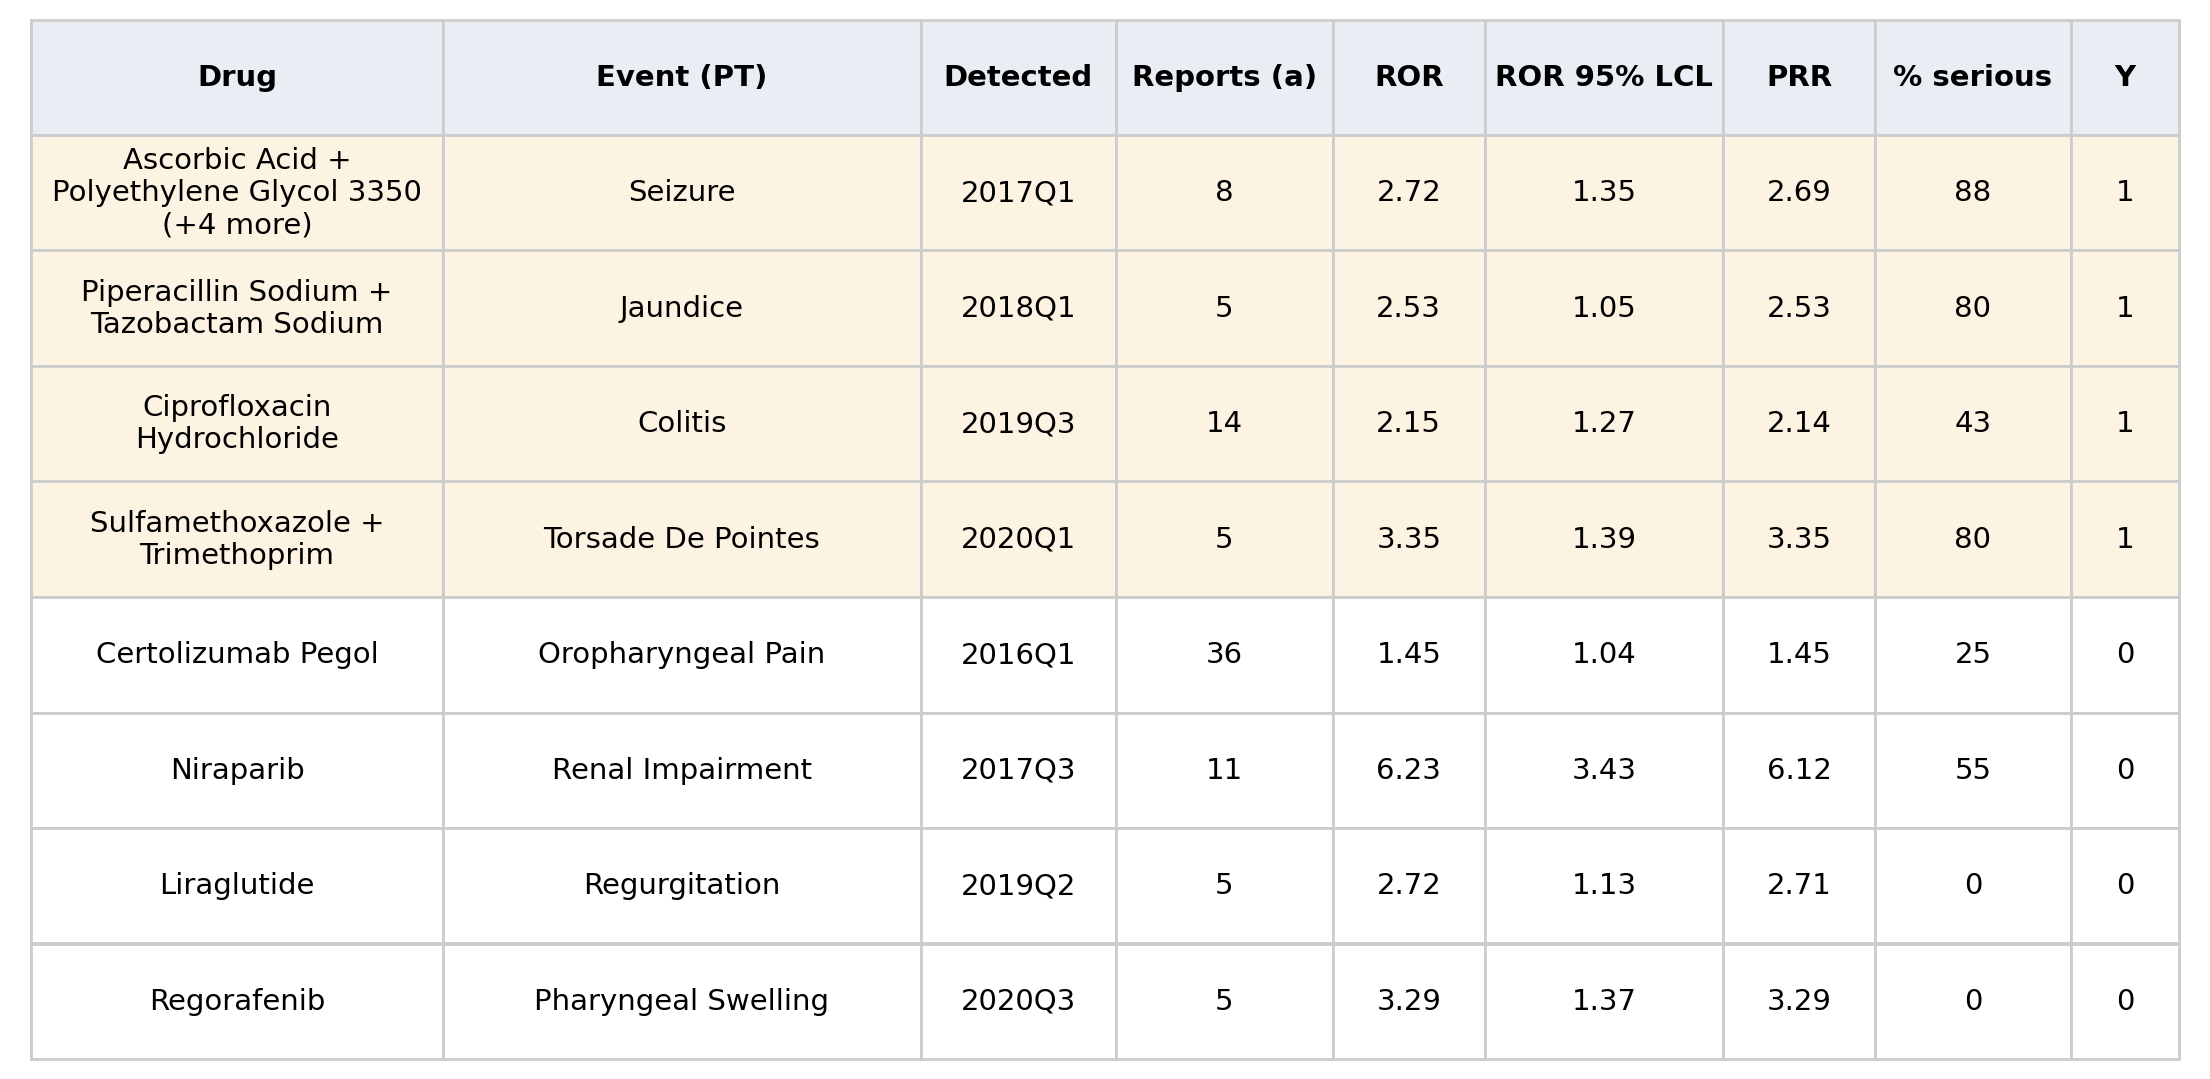 Drug Event (PT) Detected Reports (a) ROR ROR 95% LCL PRR % serious Y
Ascorbic Acid +
Polyethylene Glycol 3350
(+4 more)
Seizure 2017Q1 8 2.72 1.35 2.69 88 1
Piperacillin Sodium +
Tazobactam Sodium
Jaundice 2018Q1 5 2.53 1.05 2.53 80 1
Ciprofloxacin
Hydrochloride
Colitis 2019Q3 14 2.15 1.27 2.14 43 1
Sulfamethoxazole +
Trimethoprim
Torsade De Pointes 2020Q1 5 3.35 1.39 3.35 80 1
Certolizumab Pegol Oropharyngeal Pain 2016Q1 36 1.45 1.04 1.45 25 0
Niraparib Renal Impairment 2017Q3 11 6.23 3.43 6.12 55 0
Liraglutide Regurgitation 2019Q2 5 2.72 1.13 2.71 0 0
Regorafenib Pharyngeal Swelling 2020Q3 5 3.29 1.37 3.29 0 0